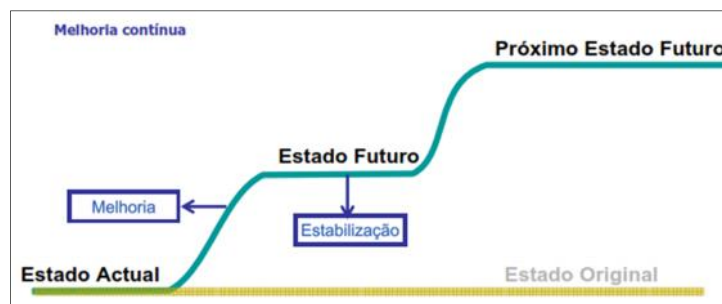 Melhoria contínua
Próximo Estado Futuro
Estado Futuro
Melhoria
Estabilização
Estado Actual
Estado Original